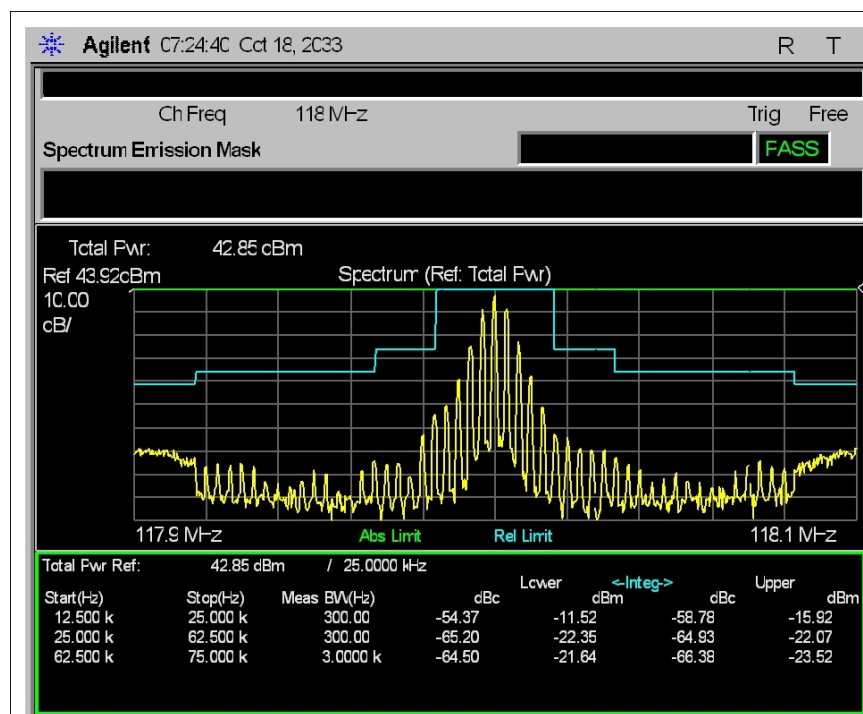 Agilent 07:24:40 Oct 18, 2033 R T
Ch Freq 118 MHz Trig Free
Spectrum Emission Mask PASS
Total Pwr: 42.85 dBm
Ref 43.92dBm Spectrum (Ref: Total Pwr)
10.00
dB/
117.9 MHz Abs Limit Rel Limit 118.1 MHz
Total Pwr Ref: 42.85 dBm / 25.0000 kHz
Lower <-Integ-> Upper
Start(Hz) Stop(Hz) Meas BW(Hz) dBc dBm dBc dBm
12.500 k 25.000 k 300.00 -54.37 -11.52 -58.78 -15.92
25.000 k 62.500 k 300.00 -65.20 -22.35 -64.93 -22.07
62.500 k 75.000 k 3.0000 k -64.50 -21.64 -66.38 -23.52